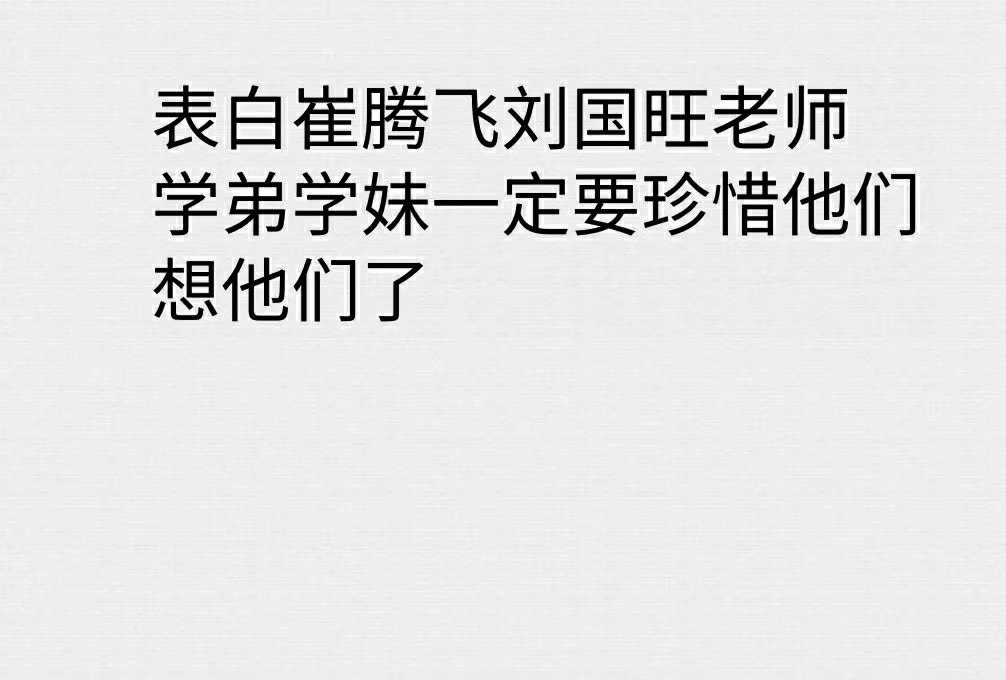 表白崔腾飞刘国旺老师
学弟学妹一定要珍惜他们
想他们了